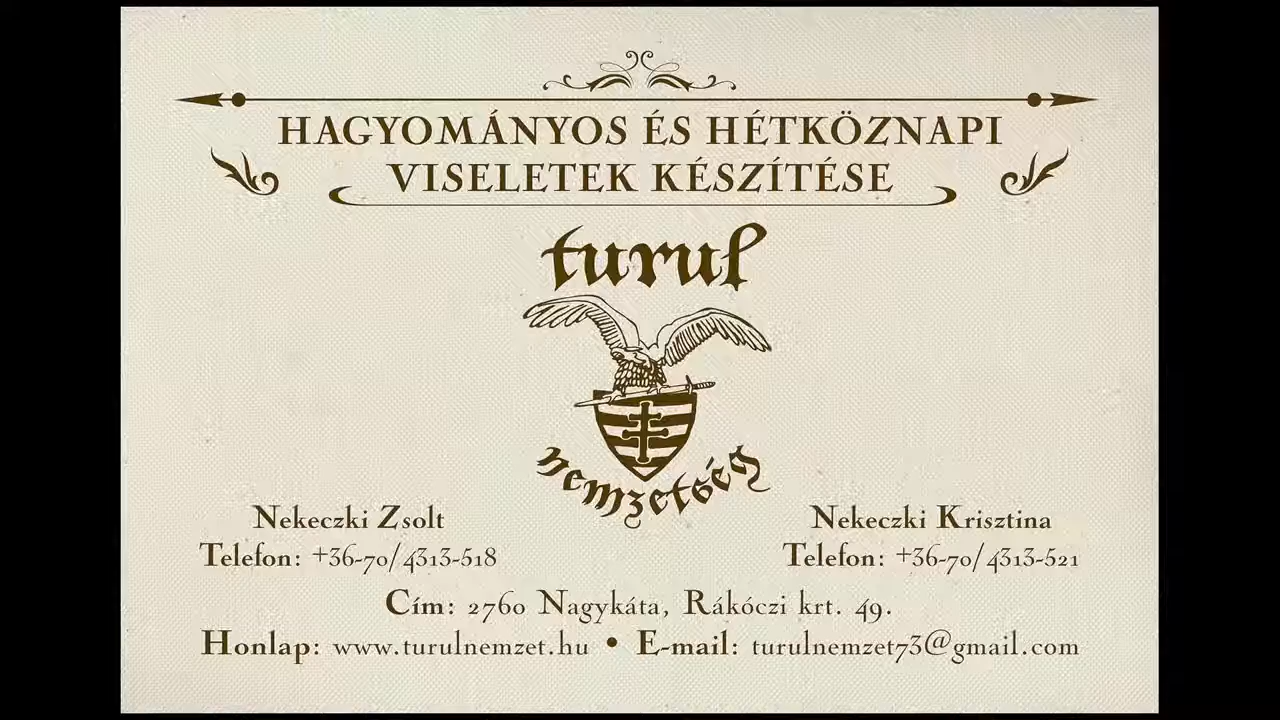 HAGYOMÁNYOS ÉS HÉTKÖZNAPI
VISELETEK KÉSZÍTÉSE
turul
nemzetség
Nekeczki Zsolt
Telefon: +36-70/4313-518
Nekeczki Krisztina
Telefon: +36-70/4313-521
Cím: 2760 Nagykáta, Rákóczi krt. 49.
Honlap: www.turulnemzet.hu • E-mail: turulnemzet73@gmail.com